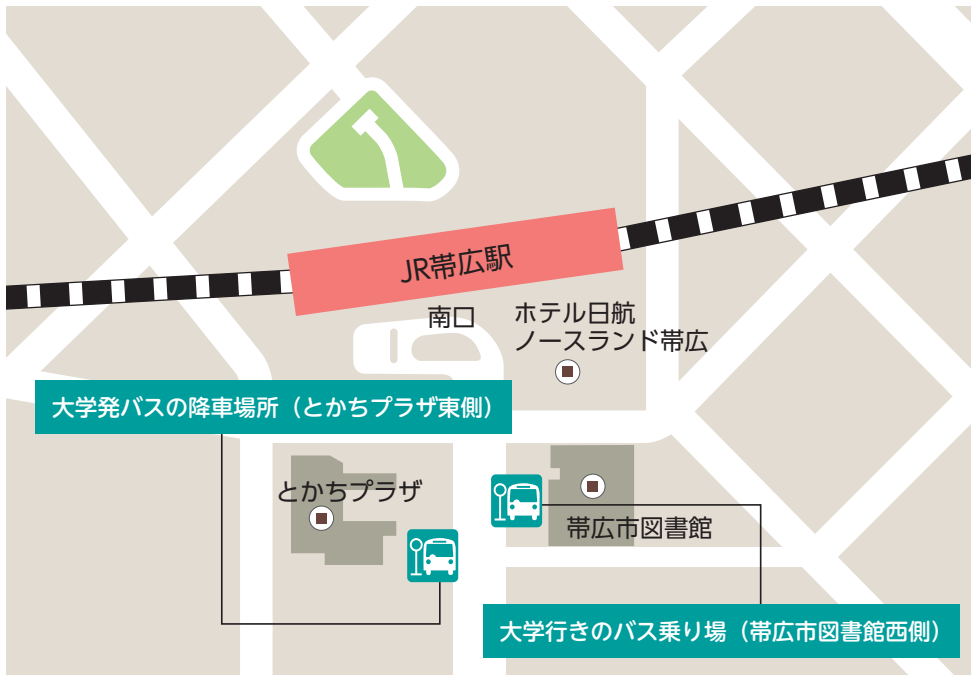 JR帯広駅
南口
ホテル日航
ノースランド帯広
大学発バスの降車場所（とかちプラザ東側）
とかちプラザ
帯広市図書館
大学行きのバス乗り場（帯広市図書館西側）